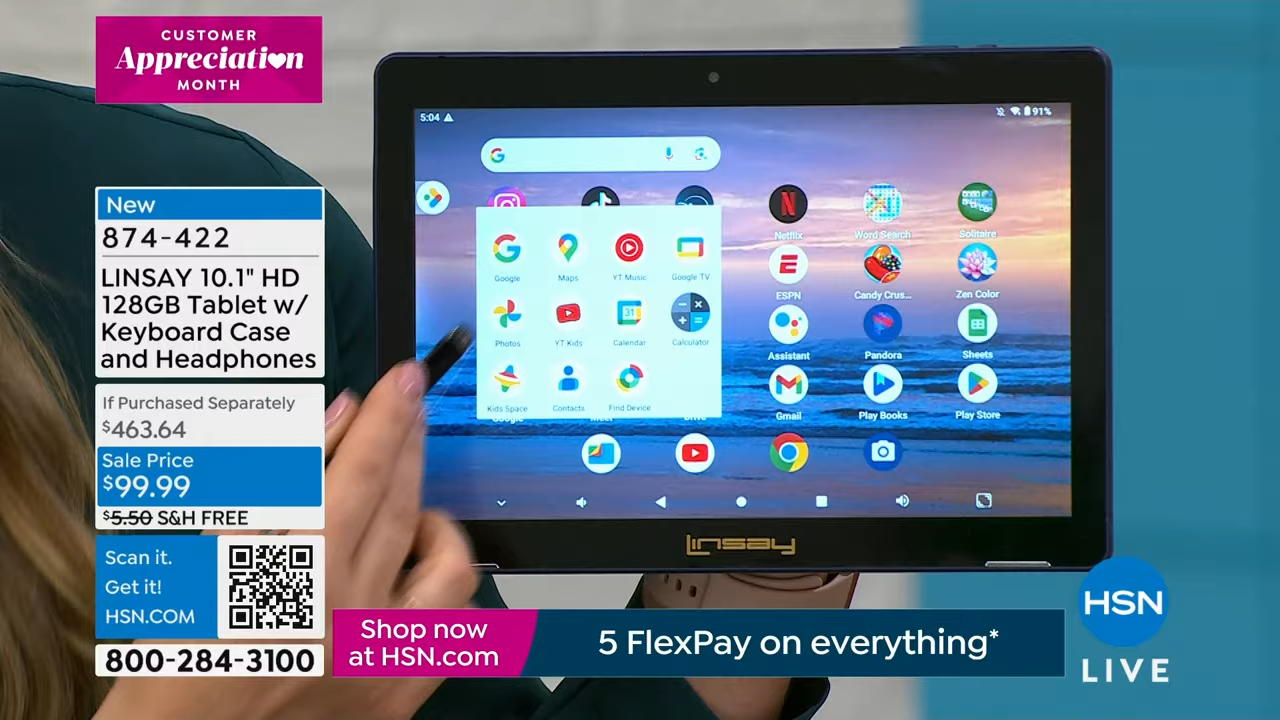 CUSTOMER
Appreciation
MONTH
New
874-422
LINSAY 10.1" HD
128GB Tablet w/
Keyboard Case
and Headphones
If Purchased Separately
$463.64
Sale Price
$99.99
$5.50 S&H FREE
Scan it.
Get it!
HSN.COM
800-284-3100
5:04
91%
Netflix
Word Search
Solitaire
Google
Maps
YT Music
Google TV
ESPN
Candy Crus...
Zen Color
Photos
YT Kids
31
Calendar
Calculator
Assistant
Pandora
Sheets
Kids Space
Contacts
Find Device
Gmail
Play Books
Play Store
Google
Meet
Drive
Linsay
Shop now
at HSN.com
5 FlexPay on everything*
HSN
LIVE